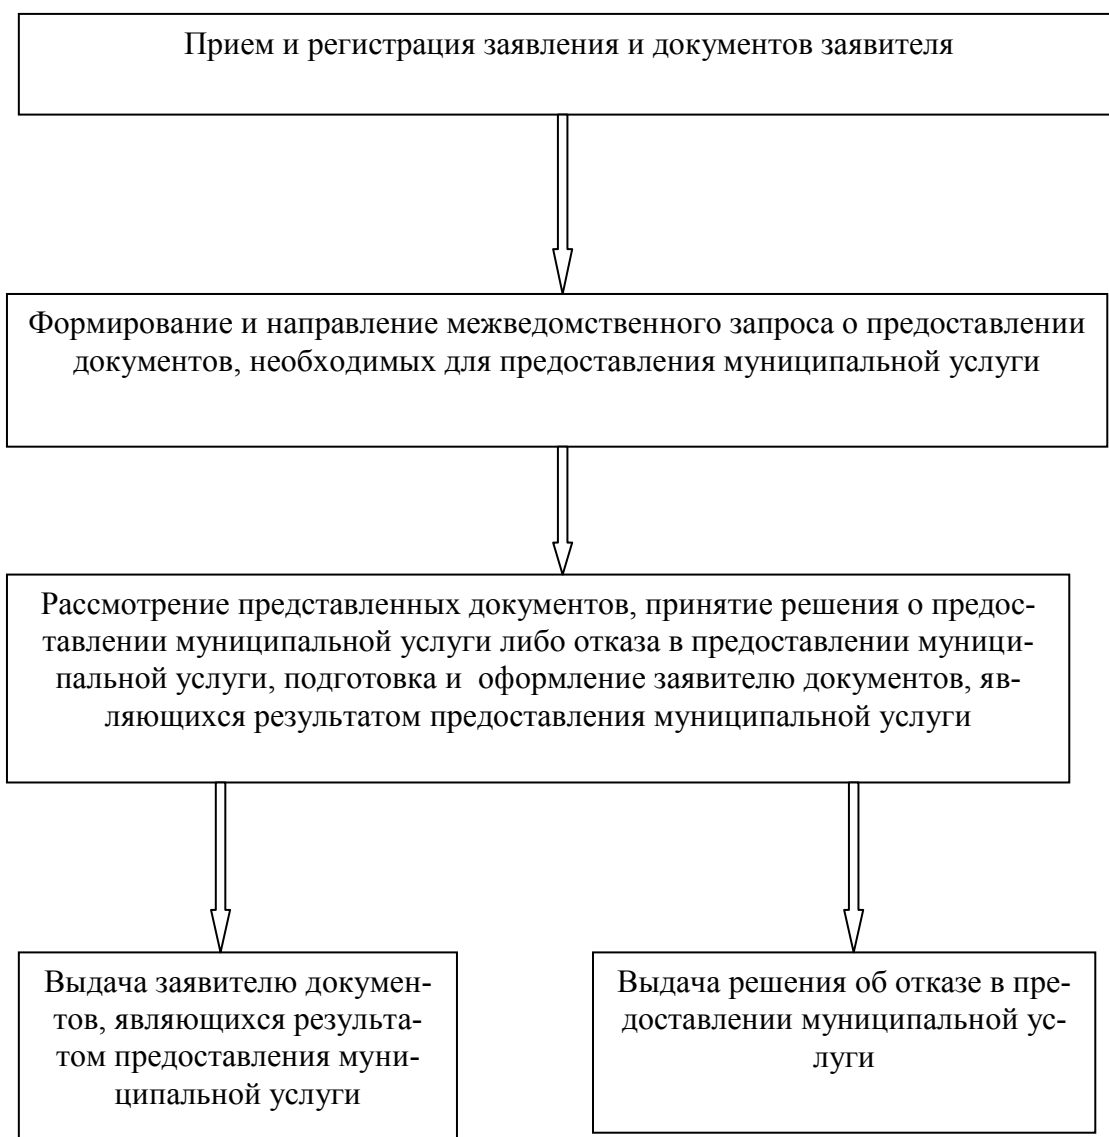 Прием и регистрация заявления и документов заявителя
Формирование и направление межведомственного запроса о предоставлении
документов, необходимых для предоставления муниципальной услуги
Рассмотрение представленных документов, принятие решения о предос-
тавлении муниципальной услуги либо отказа в предоставлении муници-
пальной услуги, подготовка и  оформление заявителю документов, яв-
ляющихся результатом предоставления муниципальной услуги
Выдача заявителю докумен-
тов, являющихся результа-
том предоставления муни-
ципальной услуги
Выдача решения об отказе в пре-
доставлении муниципальной ус-
луги